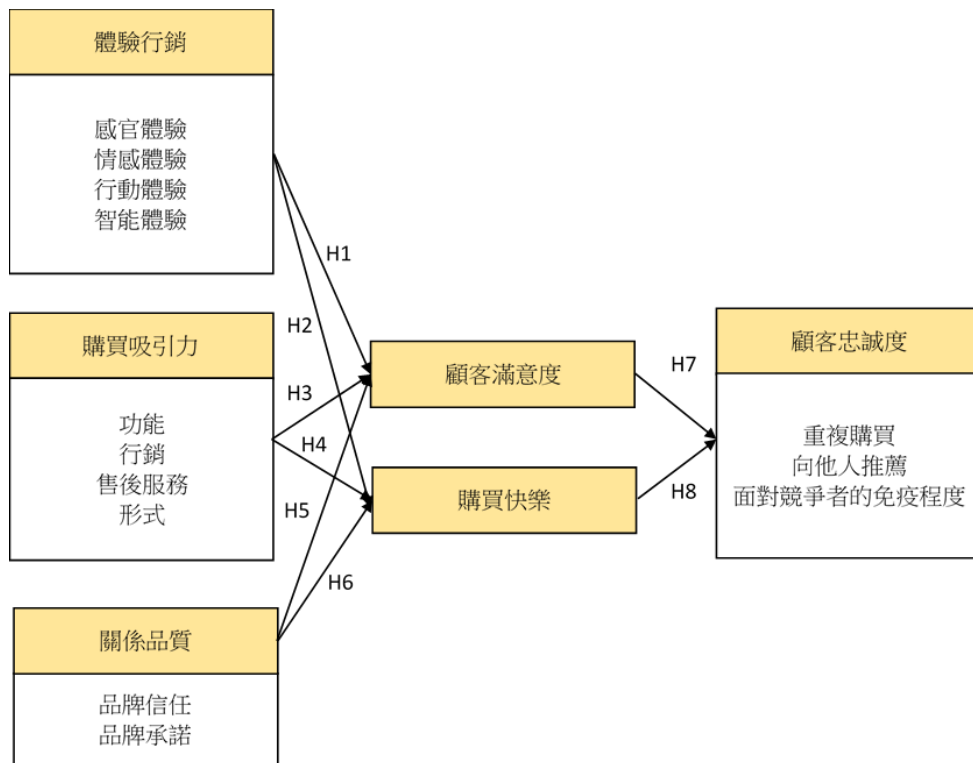 體驗行銷
感官體驗
情感體驗
行動體驗
智能體驗
購買吸引力
功能
行銷
售後服務
形式
關係品質
品牌信任
品牌承諾
H1
H2
H3
H4
H5
H6
顧客滿意度
購買快樂
H7
H8
顧客忠誠度
重複購買
向他人推薦
面對競爭者的免疫程度